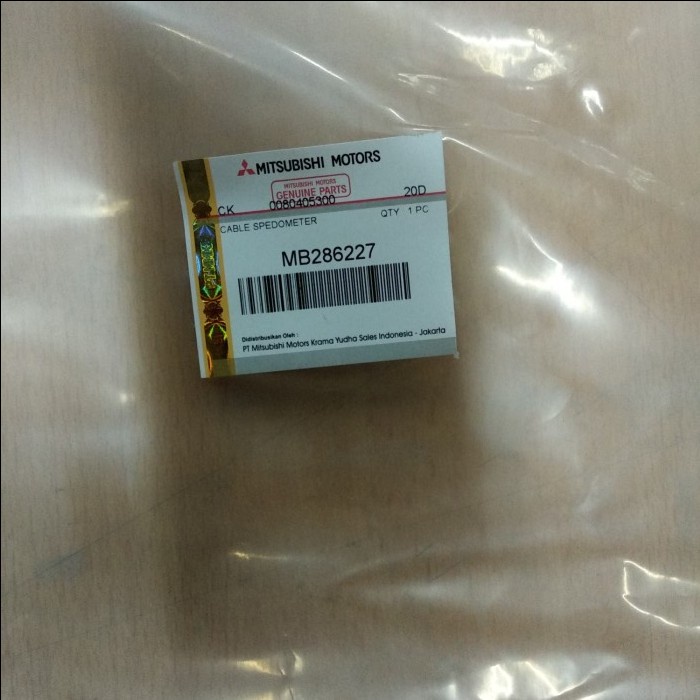 MITSUBISHI MOTORS
MITSUBISHI MOTORS
GENUINE PARTS
CK 0080405300 20D
CABLE SPEDOMETER QTY 1 PC
MB286227
Didistribusikan Oleh :
PT Mitsubishi Motors Krama Yudha Sales Indonesia - Jakarta